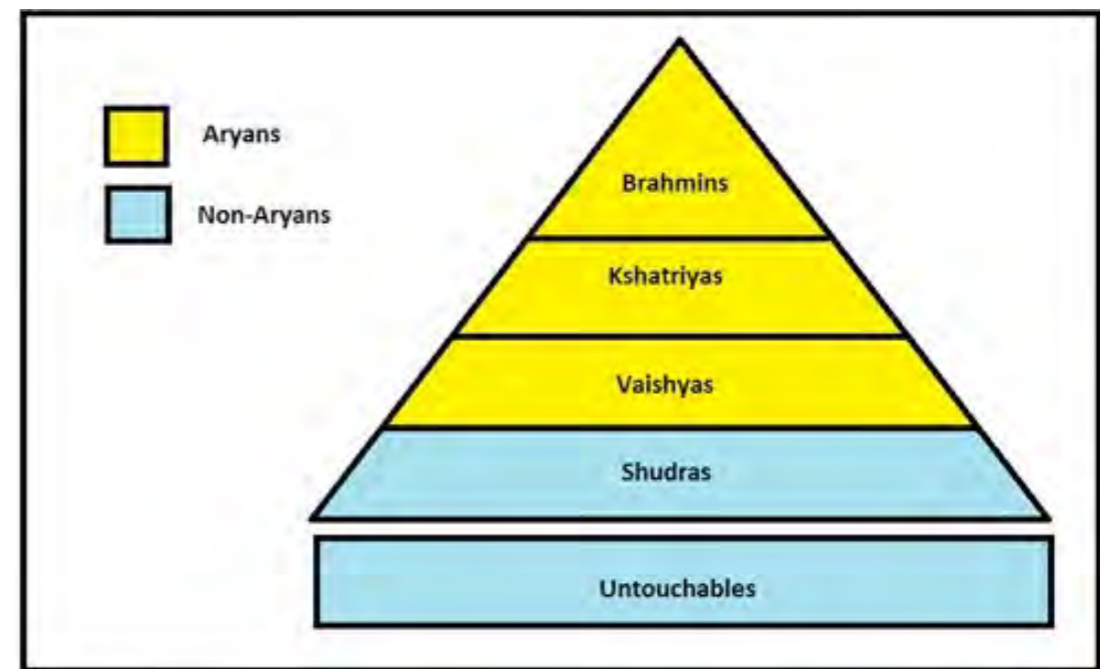 Aryans
Non-Aryans
Brahmins
Kshatriyas
Vaishyas
Shudras
Untouchables